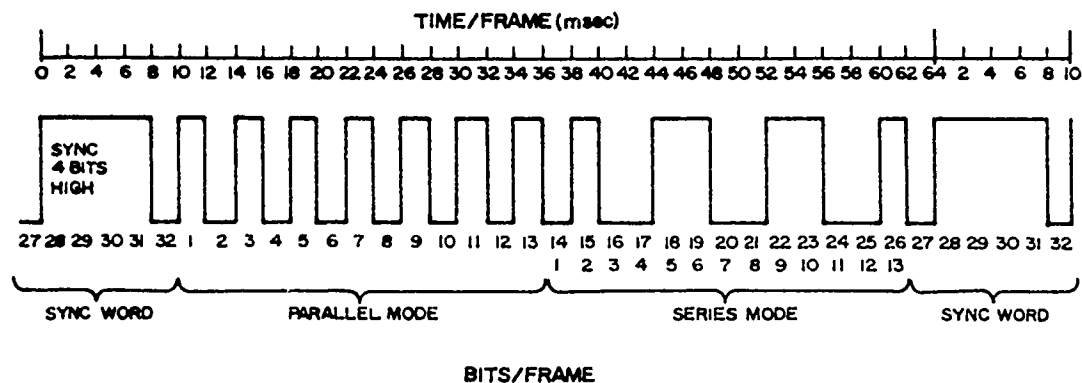 TIME/FRAME (msec)
0 2 4 6 8 10 12 14 16 18 20 22 24 26 28 30 32 34 36 38 40 42 44 46 48 50 52 54 56 58 60 62 64 2 4 6 8 10
SYNC
4 BITS
HIGH
27 28 29 30 31 32 1 2 3 4 5 6 7 8 9 10 11 12 13 14 15 16 17 18 19 20 21 22 23 24 25 26 27 28 29 30 31 32
1 2 3 4 5 6 7 8 9 10 11 12 13
SYNC WORD PARALLEL MODE SERIES MODE SYNC WORD
BITS/FRAME